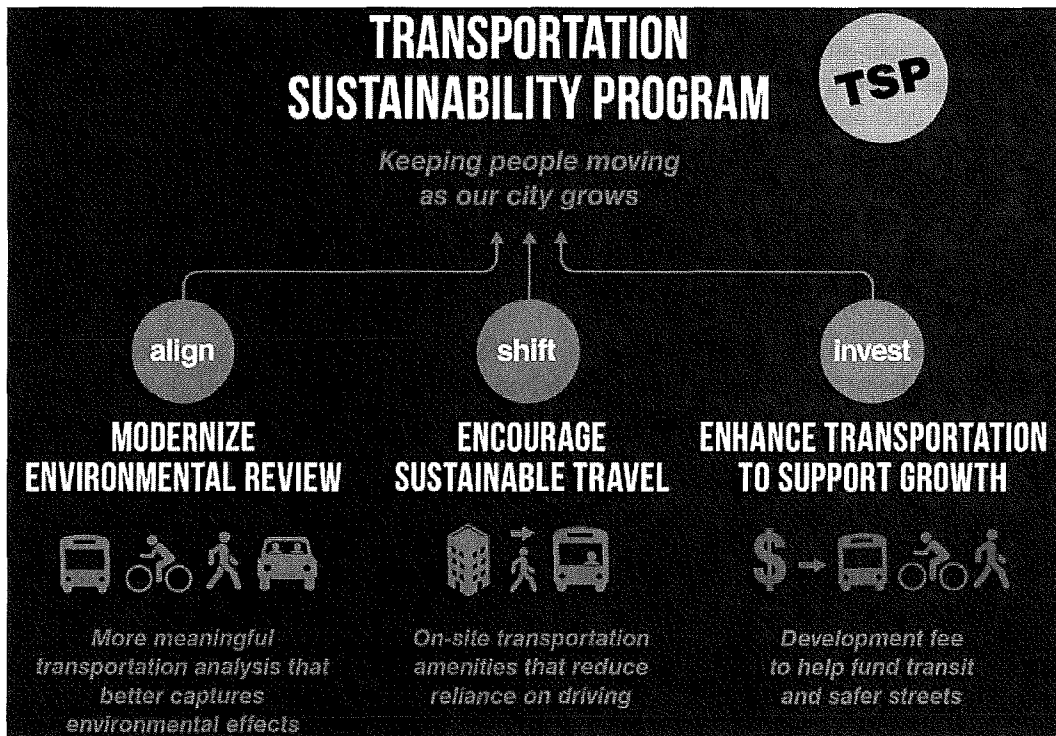 TRANSPORTATION
SUSTAINABILITY PROGRAM
TSP
Keeping people moving
as our city grows
align
MODERNIZE
ENVIRONMENTAL REVIEW
More meaningful
transportation analysis that
better captures
environmental effects
shift
ENCOURAGE
SUSTAINABLE TRAVEL
On-site transportation
amenities that reduce
reliance on driving
invest
ENHANCE TRANSPORTATION
TO SUPPORT GROWTH
$
Development fee
to help fund transit
and safer streets